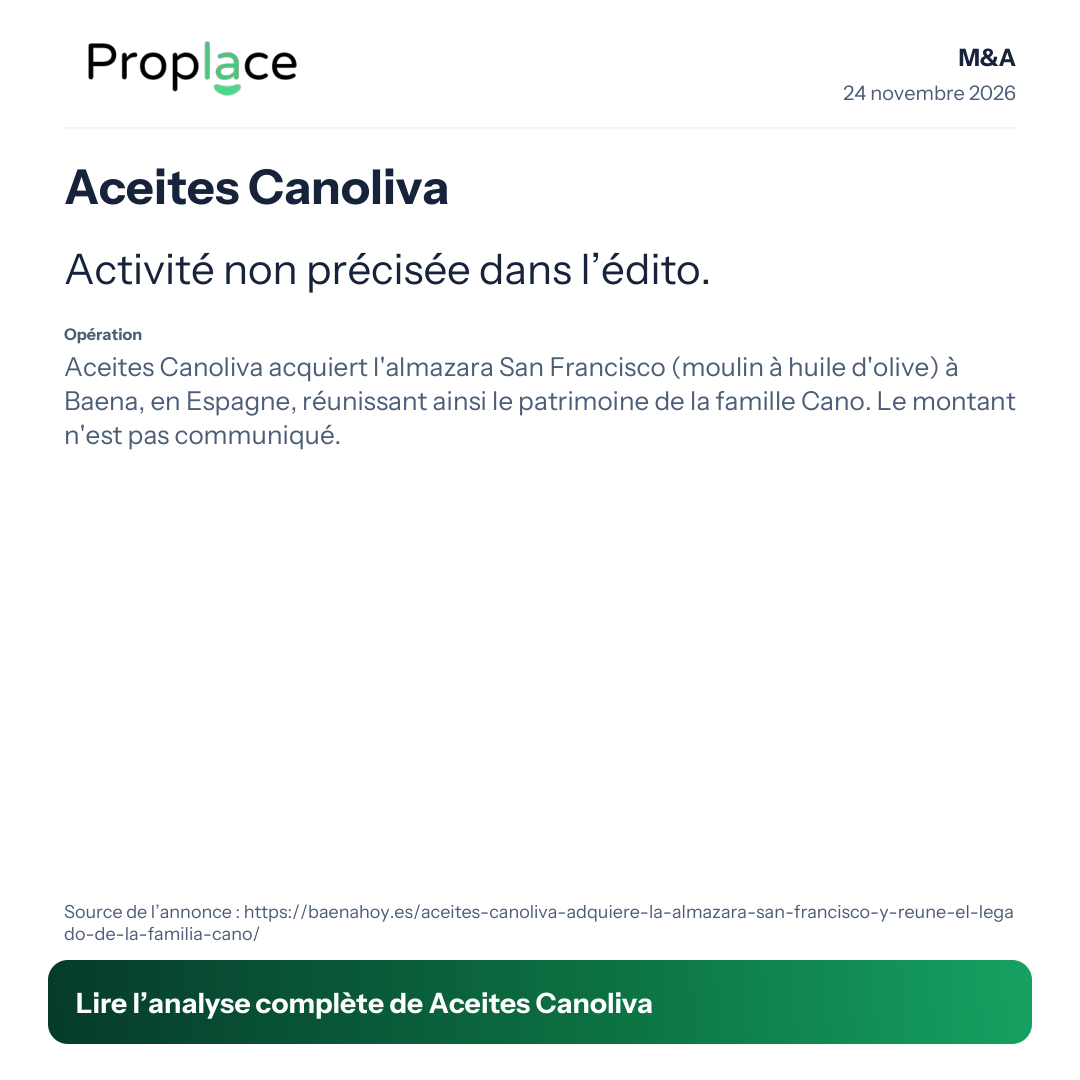 Proplace
M&A
24 novembre 2026
Aceites Canoliva
Activité non précisée dans l’édito.
Opération
Aceites Canoliva acquiert l'almazara San Francisco (moulin à huile d'olive) à
Baena, en Espagne, réunissant ainsi le patrimoine de la famille Cano. Le montant
n'est pas communiqué.
Source de l’annonce : https://baenahoy.es/aceites-canoliva-adquiere-la-almazara-san-francisco-y-reune-el-lega
do-de-la-familia-cano/
Lire l’analyse complète de Aceites Canoliva